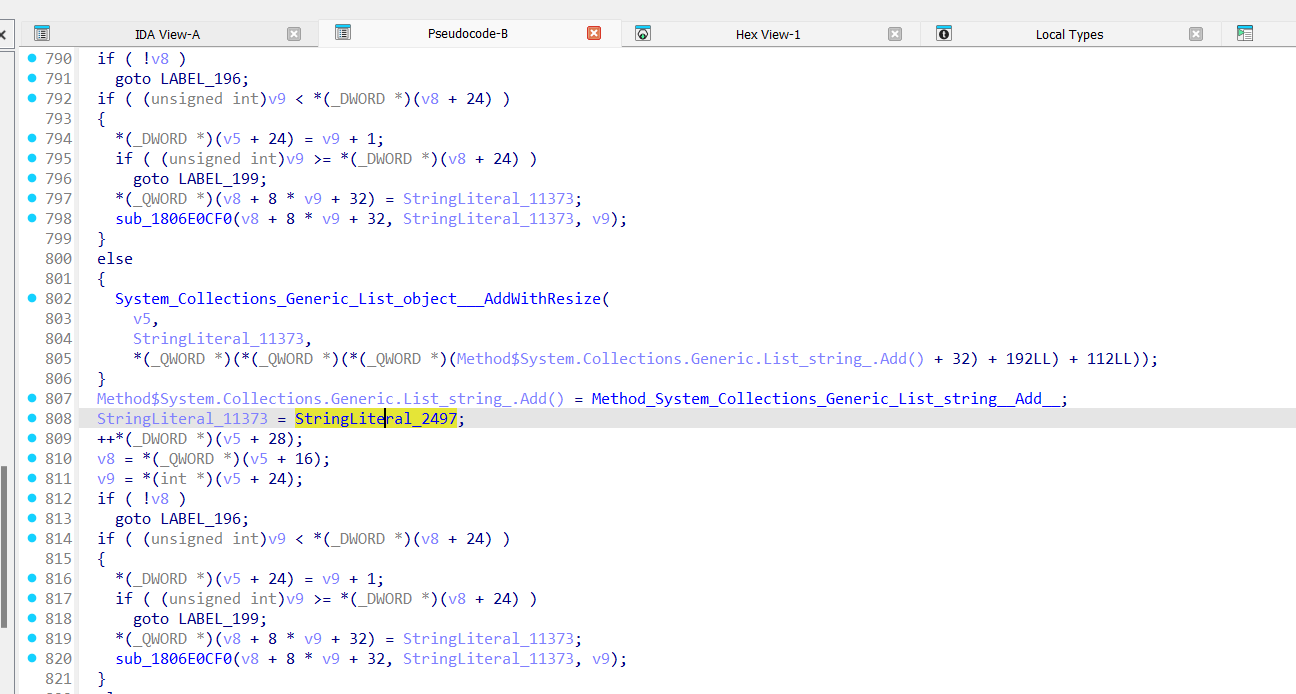 IDA View-A Pseudocode-B Hex View-1 Local Types
790 if ( !v8 )
791 goto LABEL_196;
792 if ( (unsigned int)v9 < *(_DWORD *)(v8 + 24) )
793 {
794 *(_DWORD *)(v5 + 24) = v9 + 1;
795 if ( (unsigned int)v9 >= *(_DWORD *)(v8 + 24) )
796 goto LABEL_199;
797 *(_QWORD *)(v8 + 8 * v9 + 32) = StringLiteral_11373;
798 sub_1806E0CF0(v8 + 8 * v9 + 32, StringLiteral_11373, v9);
799 }
800 else
801 {
802 System_Collections_Generic_List_object___AddWithResize(
803 v5,
804 StringLiteral_11373,
805 *(_QWORD *)(*(_QWORD *)(*(_QWORD *)(Method$System.Collections.Generic.List_string_.Add() + 32) + 192LL) + 112LL));
806 }
807 Method$System.Collections.Generic.List_string_.Add() = Method_System_Collections_Generic_List_string__Add__;
808 StringLiteral_11373 = StringLiteral_2497;
809 ++*(_DWORD *)(v5 + 28);
810 v8 = *(_QWORD *)(v5 + 16);
811 v9 = *(int *)(v5 + 24);
812 if ( !v8 )
813 goto LABEL_196;
814 if ( (unsigned int)v9 < *(_DWORD *)(v8 + 24) )
815 {
816 *(_DWORD *)(v5 + 24) = v9 + 1;
817 if ( (unsigned int)v9 >= *(_DWORD *)(v8 + 24) )
818 goto LABEL_199;
819 *(_QWORD *)(v8 + 8 * v9 + 32) = StringLiteral_11373;
820 sub_1806E0CF0(v8 + 8 * v9 + 32, StringLiteral_11373, v9);
821 }